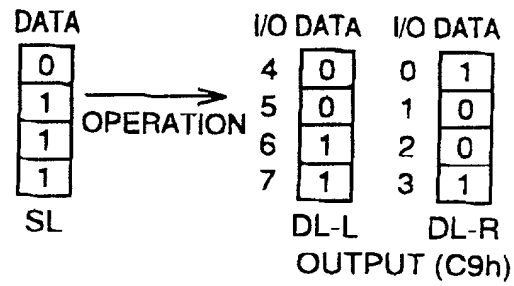 DATA I/O DATA I/O DATA
0 4 0 0 1
1 5 0 1 0
OPERATION
1 6 1 2 0
1 7 1 3 1
SL DL-L DL-R
OUTPUT (C9h)